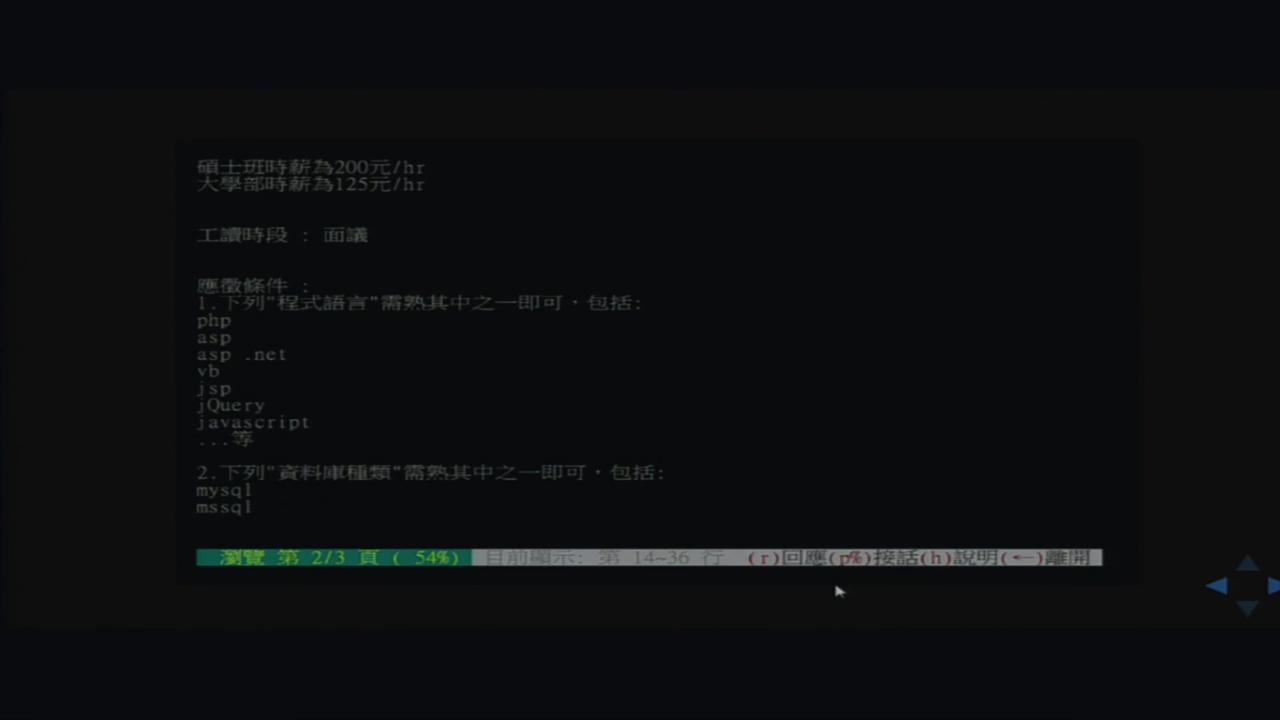 碩士班時薪為200元/hr
大學部時薪為125元/hr
工讀時段 : 面議
應徵條件 :
1.下列"程式語言"需熟其中之一即可，包括:
php
asp
asp .net
vb
jsp
jQuery
javascript
...等
2.下列"資料庫種類"需熟其中之一即可，包括:
mysql
mssql
瀏覽 第 2/3 頁 ( 54%) 目前顯示: 第 14~36 行 (r)回應(p%)接話(h)說明(←)離開